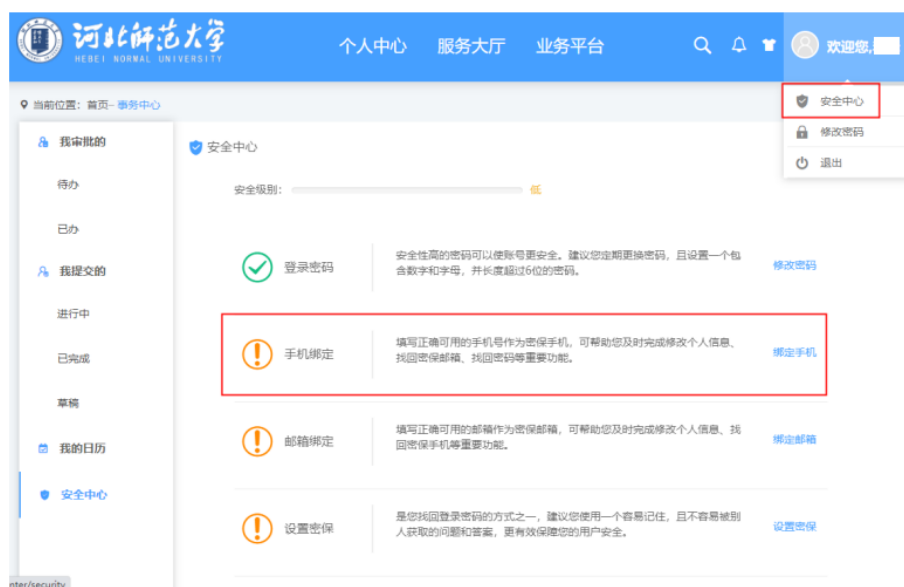 河北师范大学
HEBEI NORMAL UNIVERSITY
个人中心 服务大厅 业务平台
欢迎您,
当前位置：首页-- 事务中心
安全中心
修改密码
退出
我审批的
待办
已办
我提交的
进行中
已完成
草稿
我的日历
安全中心
安全中心
安全级别： 低
登录密码
安全性高的密码可以使账号更安全。建议您定期更换密码，且设置一个包
含数字和字母，并长度超过6位的密码。
修改密码
手机绑定
填写正确可用的手机号作为密保手机，可帮助您及时完成修改个人信息、
找回密保邮箱、找回密码等重要功能。
绑定手机
邮箱绑定
填写正确可用的邮箱作为密保邮箱，可帮助您及时完成修改个人信息、找
回密保手机等重要功能。
绑定邮箱
设置密保
是您找回登录密码的方式之一，建议您使用一个容易记住，且不容易被别
人获取的问题和答案，更有效保障您的用户安全。
设置密保
nter/security